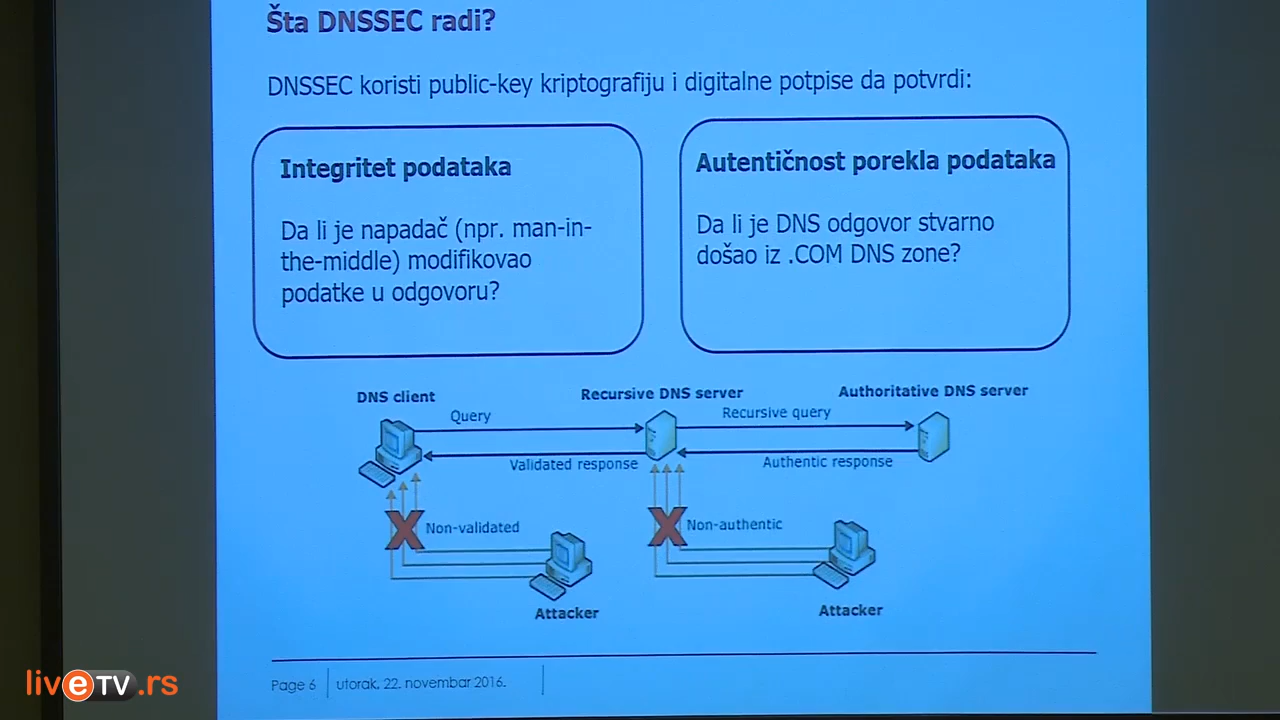 Šta DNSSEC radi?
DNSSEC koristi public-key kriptografiju i digitalne potpise da potvrdi:
Integritet podataka
Da li je napadač (npr. man-in-
the-middle) modifikovao
podatke u odgovoru?
Autentičnost porekla podataka
Da li je DNS odgovor stvarno
došao iz .COM DNS zone?
DNS client
Recursive DNS server
Authoritative DNS server
Query
Recursive query
Validated response
Authentic response
Non-validated
Non-authentic
Attacker
Attacker
Page 6
utorak, 22. novembar 2016.
livetv.rs